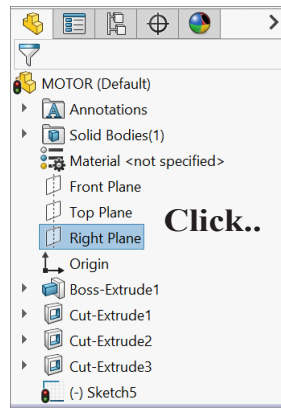 MOTOR (Default)
Annotations
Solid Bodies(1)
Material <not specified>
Front Plane
Top Plane
Click..
Right Plane
Origin
Boss-Extrude1
Cut-Extrude1
Cut-Extrude2
Cut-Extrude3
(-) Sketch5